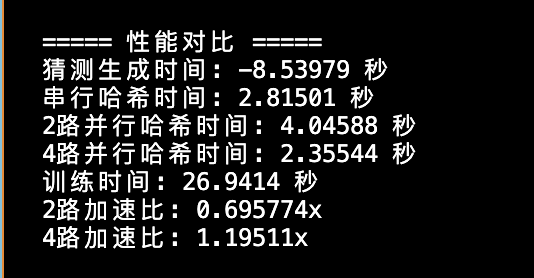 ===== 性能对比 =====
猜测生成时间: -8.53979 秒
串行哈希时间: 2.81501 秒
2路并行哈希时间: 4.04588 秒
4路并行哈希时间: 2.35544 秒
训练时间: 26.9414 秒
2路加速比: 0.695774x
4路加速比: 1.19511x